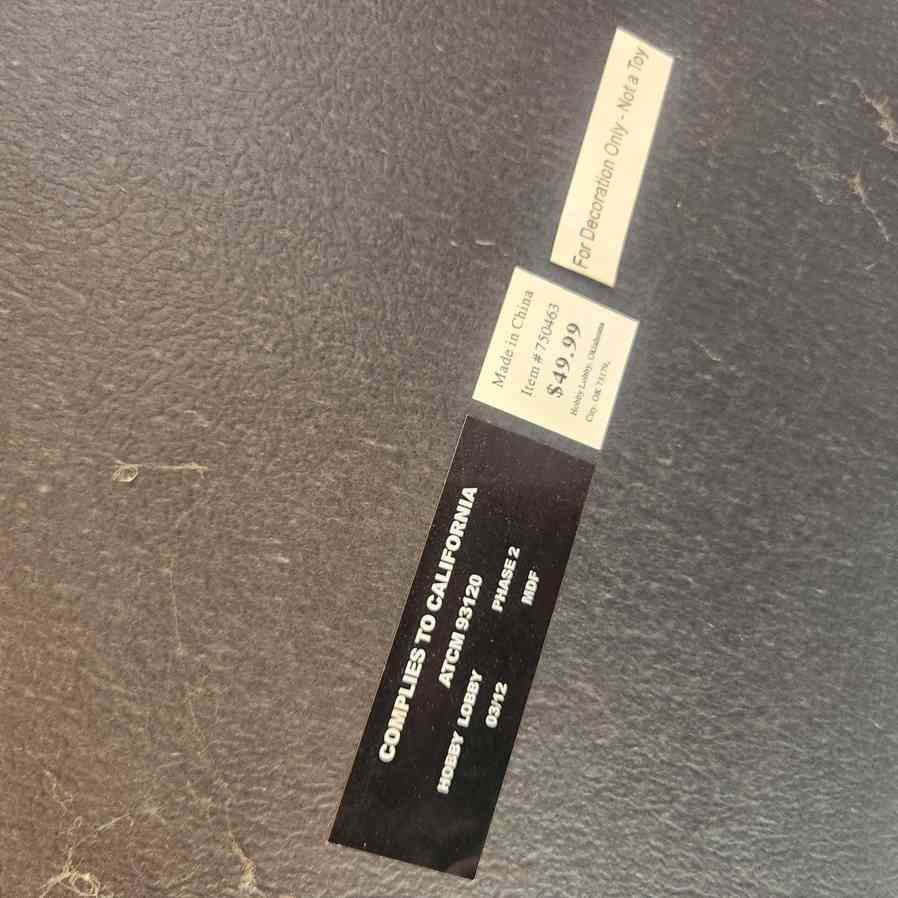 For Decoration Only - Not a Toy
Made in China
Item # 750463
$49.99
Hobby Lobby, Oklahoma
City, OK 73179,
COMPLIES TO CALIFORNIA
ATCM 93120
HOBBY LOBBY PHASE 2
03/12 MDF